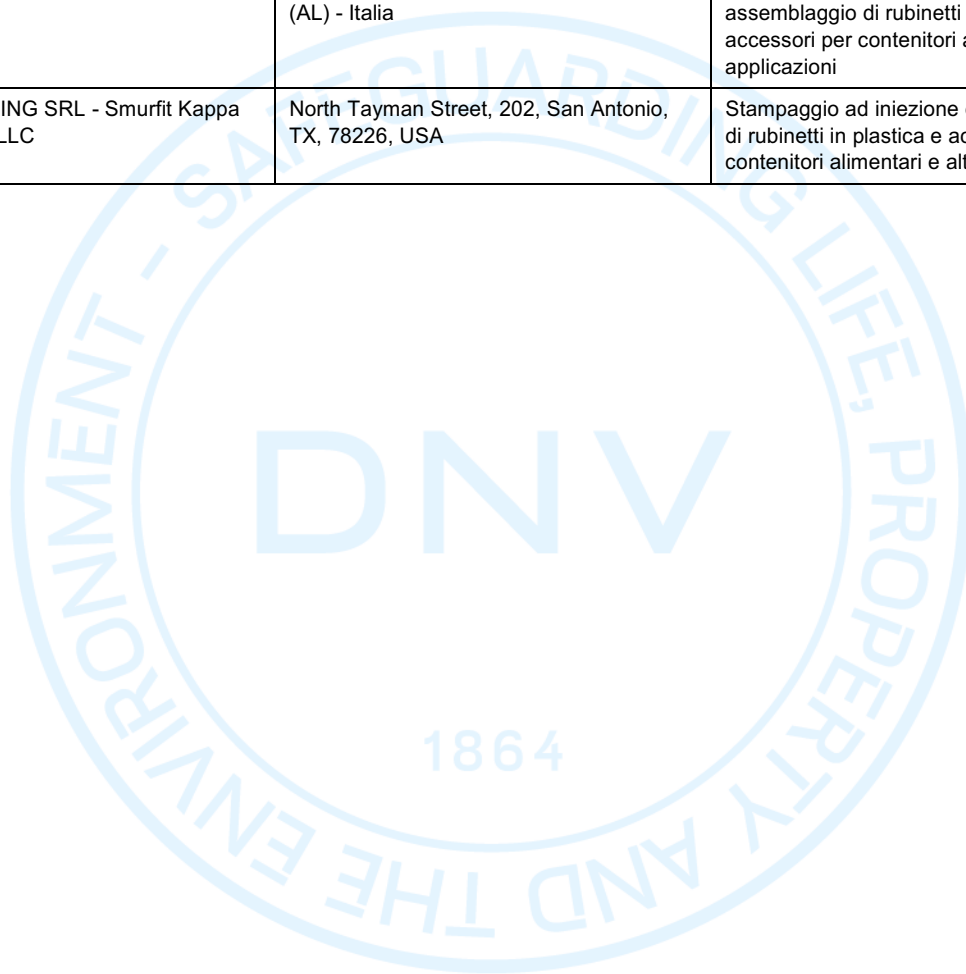 (AL) - Italia
assemblaggio di rubinetti
accessori per contenitori a
applicazioni
ING SRL - Smurfit Kappa
LLC
North Tayman Street, 202, San Antonio,
TX, 78226, USA
Stampaggio ad iniezione
di rubinetti in plastica e
contenitori alimentari e
SAFEGUARDING LIFE, PROPERTY AND THE ENVIRONMENT -
DNV
1864